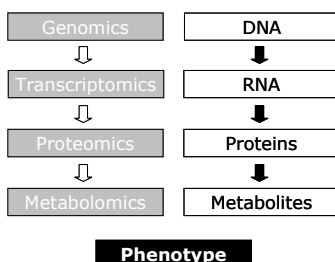 Genomics DNA
Transcriptomics RNA
Proteomics Proteins
Metabolomics Metabolites
Phenotype